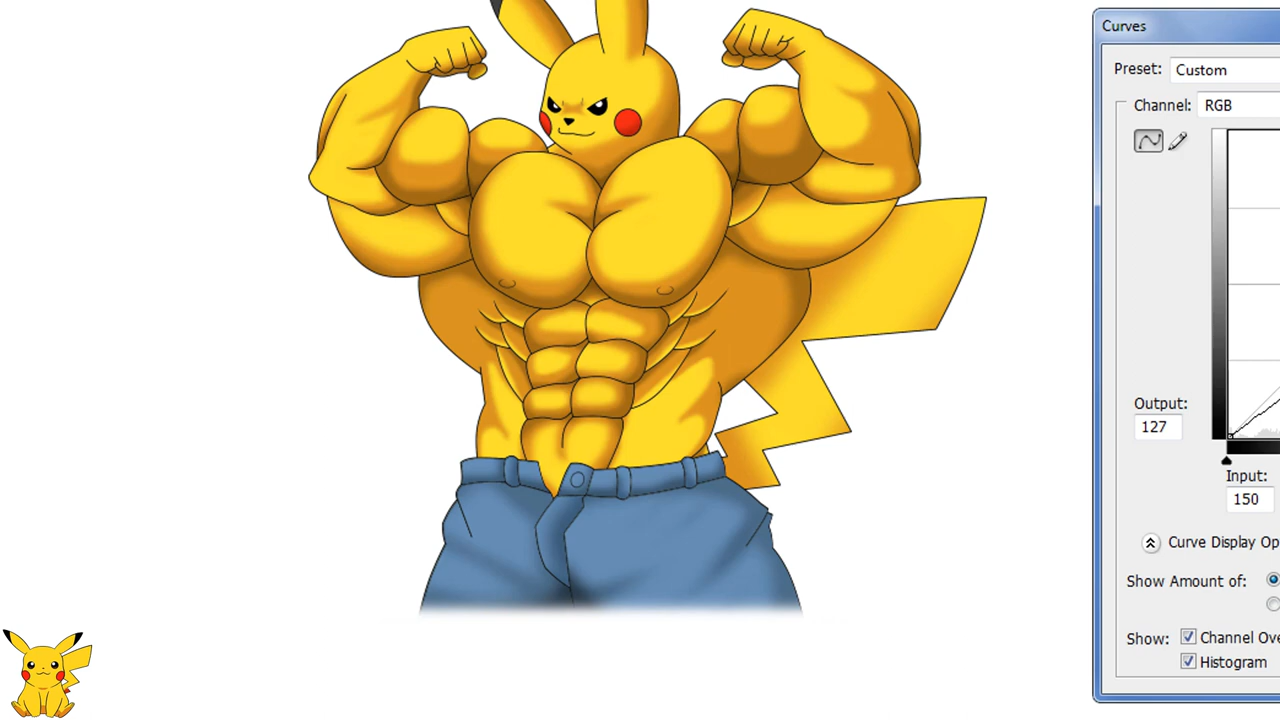 Curves
Preset: Custom
Channel: RGB
Output:
127
Input:
150
Curve Display Op
Show Amount of:
Show: Channel Ove
Histogram